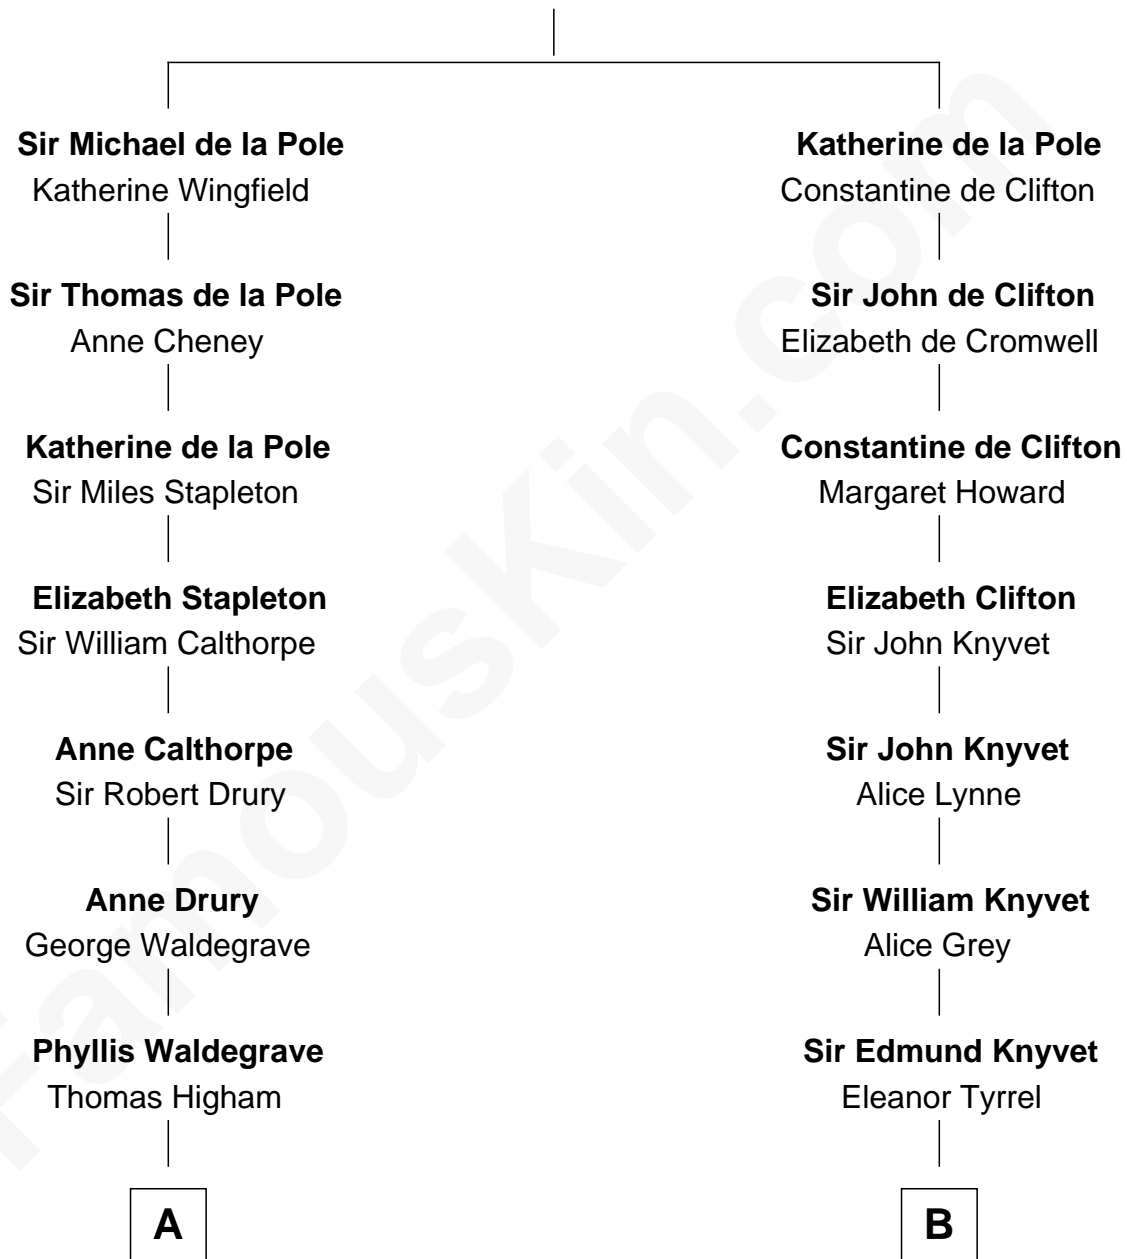 Sir Michael de la Pole
Katherine Wingfield
Sir Thomas de la Pole
Anne Cheney
Katherine de la Pole
Sir Miles Stapleton
Elizabeth Stapleton
Sir William Calthorpe
Anne Calthorpe
Sir Robert Drury
Anne Drury
George Waldegrave
Phyllis Waldegrave
Thomas Higham
A
Katherine de la Pole
Constantine de Clifton
Sir John de Clifton
Elizabeth de Cromwell
Constantine de Clifton
Margaret Howard
Elizabeth Clifton
Sir John Knyvet
Sir John Knyvet
Alice Lynne
Sir William Knyvet
Alice Grey
Sir Edmund Knyvet
Eleanor Tyrrel
B
FamousKin.com